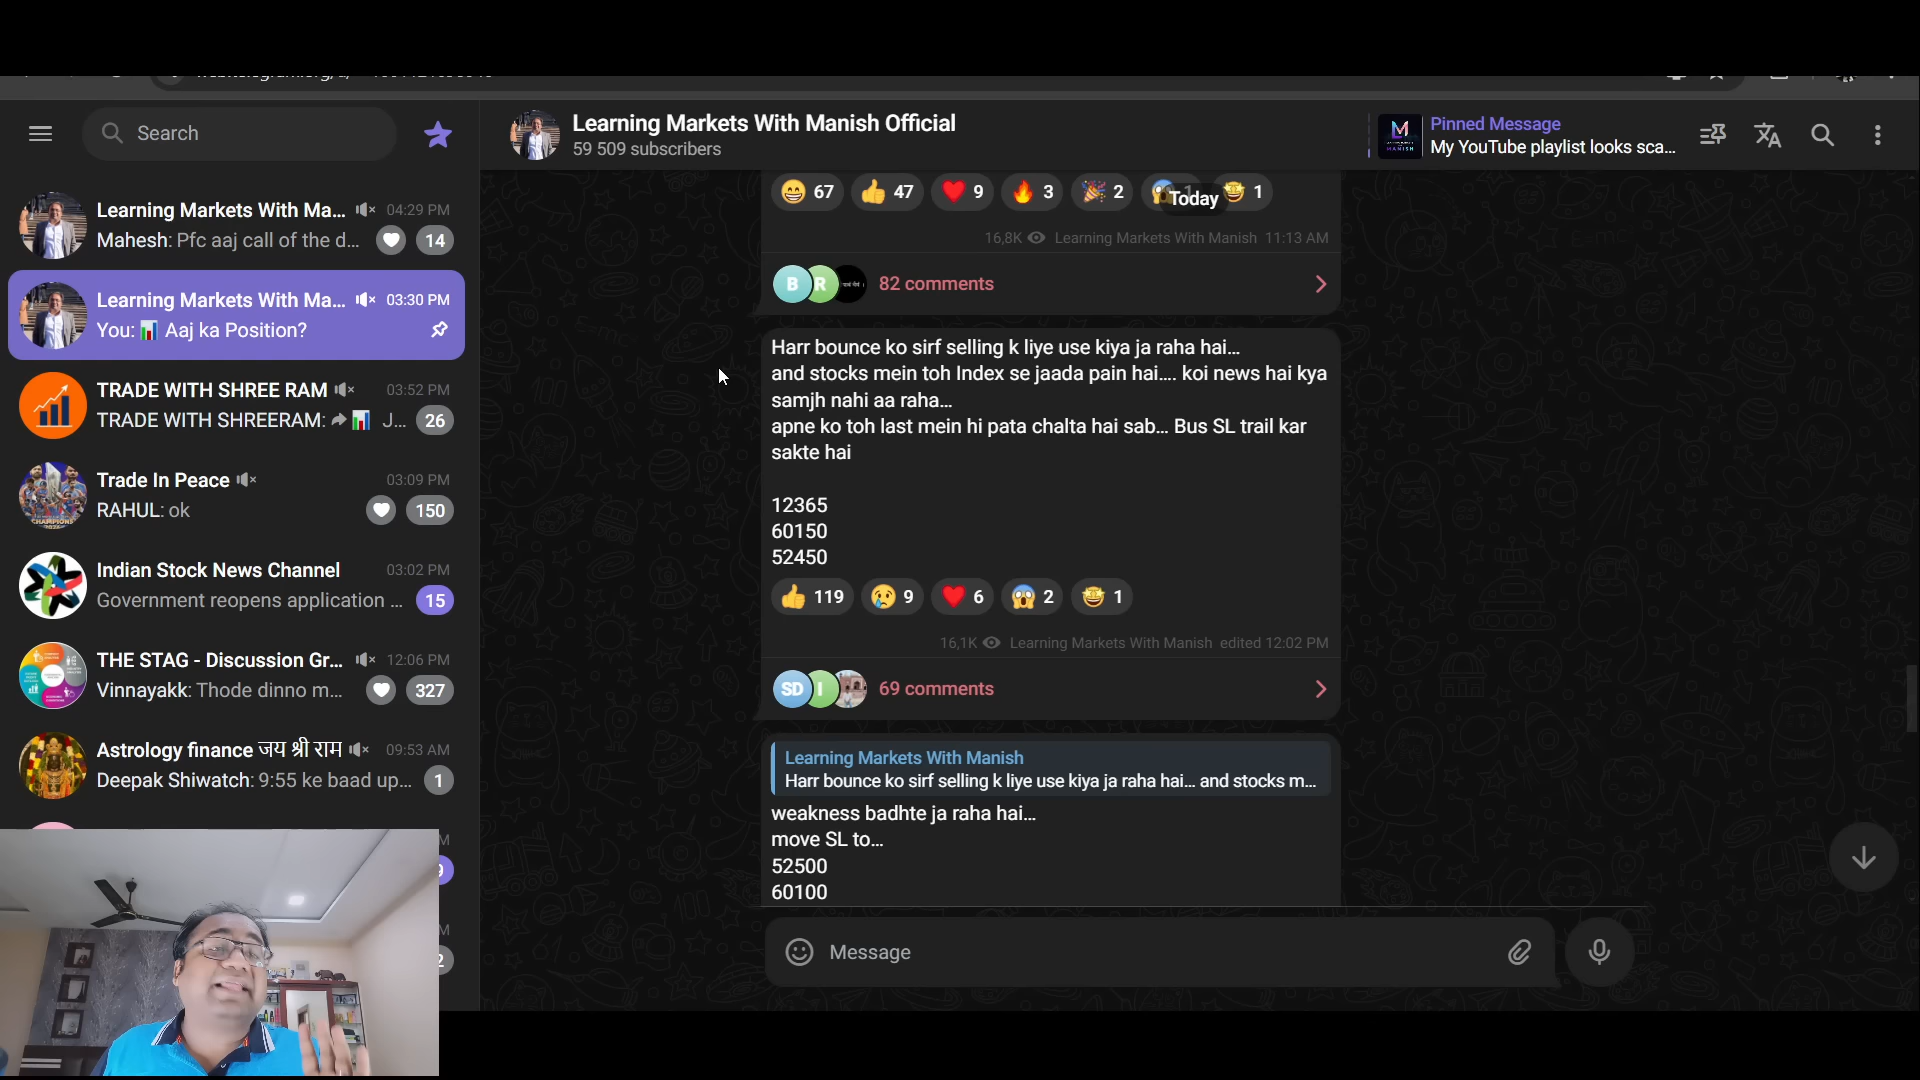 Search
Learning Markets With Ma... 04:29 PM
Mahesh: Pfc aaj call of the d... 14
Learning Markets With Ma... 03:30 PM
You: 📊 Aaj ka Position?
TRADE WITH SHREE RAM 03:52 PM
TRADE WITH SHREERAM: J... 26
Trade In Peace 03:09 PM
RAHUL: ok 150
Indian Stock News Channel 03:02 PM
Government reopens application ... 15
THE STAG - Discussion Gr... 12:06 PM
Vinnayakk: Thode dinno m... 327
Astrology finance जय श्री राम 09:53 AM
Deepak Shiwatch: 9:55 ke baad up... 1
Learning Markets With Manish Official
59 509 subscribers
Pinned Message
My YouTube playlist looks sca...
😁 67 👍 47 ❤️ 9 🔥 3 🎉 2 😱 1 🤩 1
Today
16,8K Learning Markets With Manish 11:13 AM
B R 82 comments
Harr bounce ko sirf selling k liye use kiya ja raha hai...
and stocks mein toh Index se jaada pain hai.... koi news hai kya
samjh nahi aa raha...
apne ko toh last mein hi pata chalta hai sab... Bus SL trail kar
sakte hai
12365
60150
52450
👍 119 😢 9 ❤️ 6 😱 2 🤩 1
16,1K Learning Markets With Manish edited 12:02 PM
SD I 69 comments
Learning Markets With Manish
Harr bounce ko sirf selling k liye use kiya ja raha hai... and stocks m...
weakness badhte ja raha hai...
move SL to...
52500
60100
Message